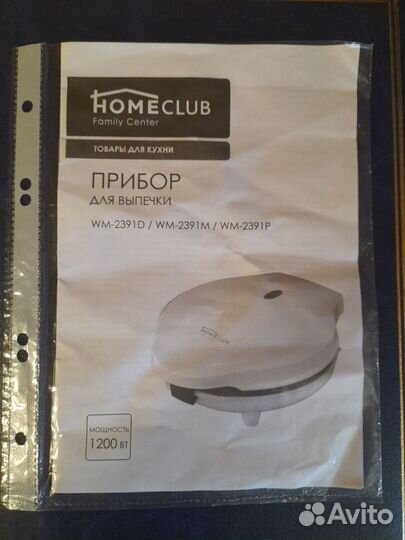 HOMECLUB
Family Center
ТОВАРЫ ДЛЯ КУХНИ
ПРИБОР
ДЛЯ ВЫПЕЧКИ
WM-2391D / WM-2391M / WM-2391P
HOMECLUB
МОЩНОСТЬ
1200 ВТ
Avito